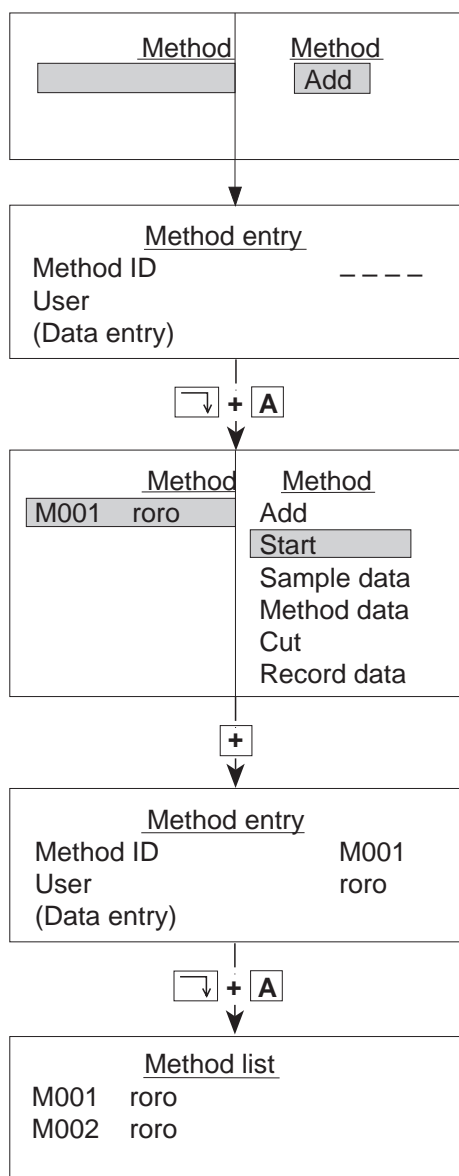 Method Method
Add
Method entry
Method ID _ _ _ _
User
(Data entry)
+ A
Method Method
M001 roro Add
Start
Sample data
Method data
Cut
Record data
+
Method entry
Method ID M001
User roro
(Data entry)
+ A
Method list
M001 roro
M002 roro